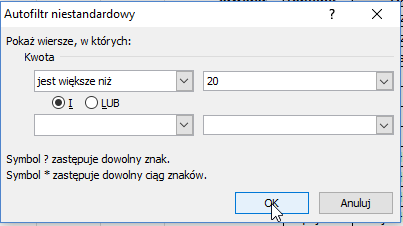 Autofiltr niestandardowy
Pokaż wiersze, w których:
Kwota
jest większe niż 20
I LUB
Symbol ? zastępuje dowolny znak.
Symbol * zastępuje dowolny ciąg znaków.
OK Anuluj